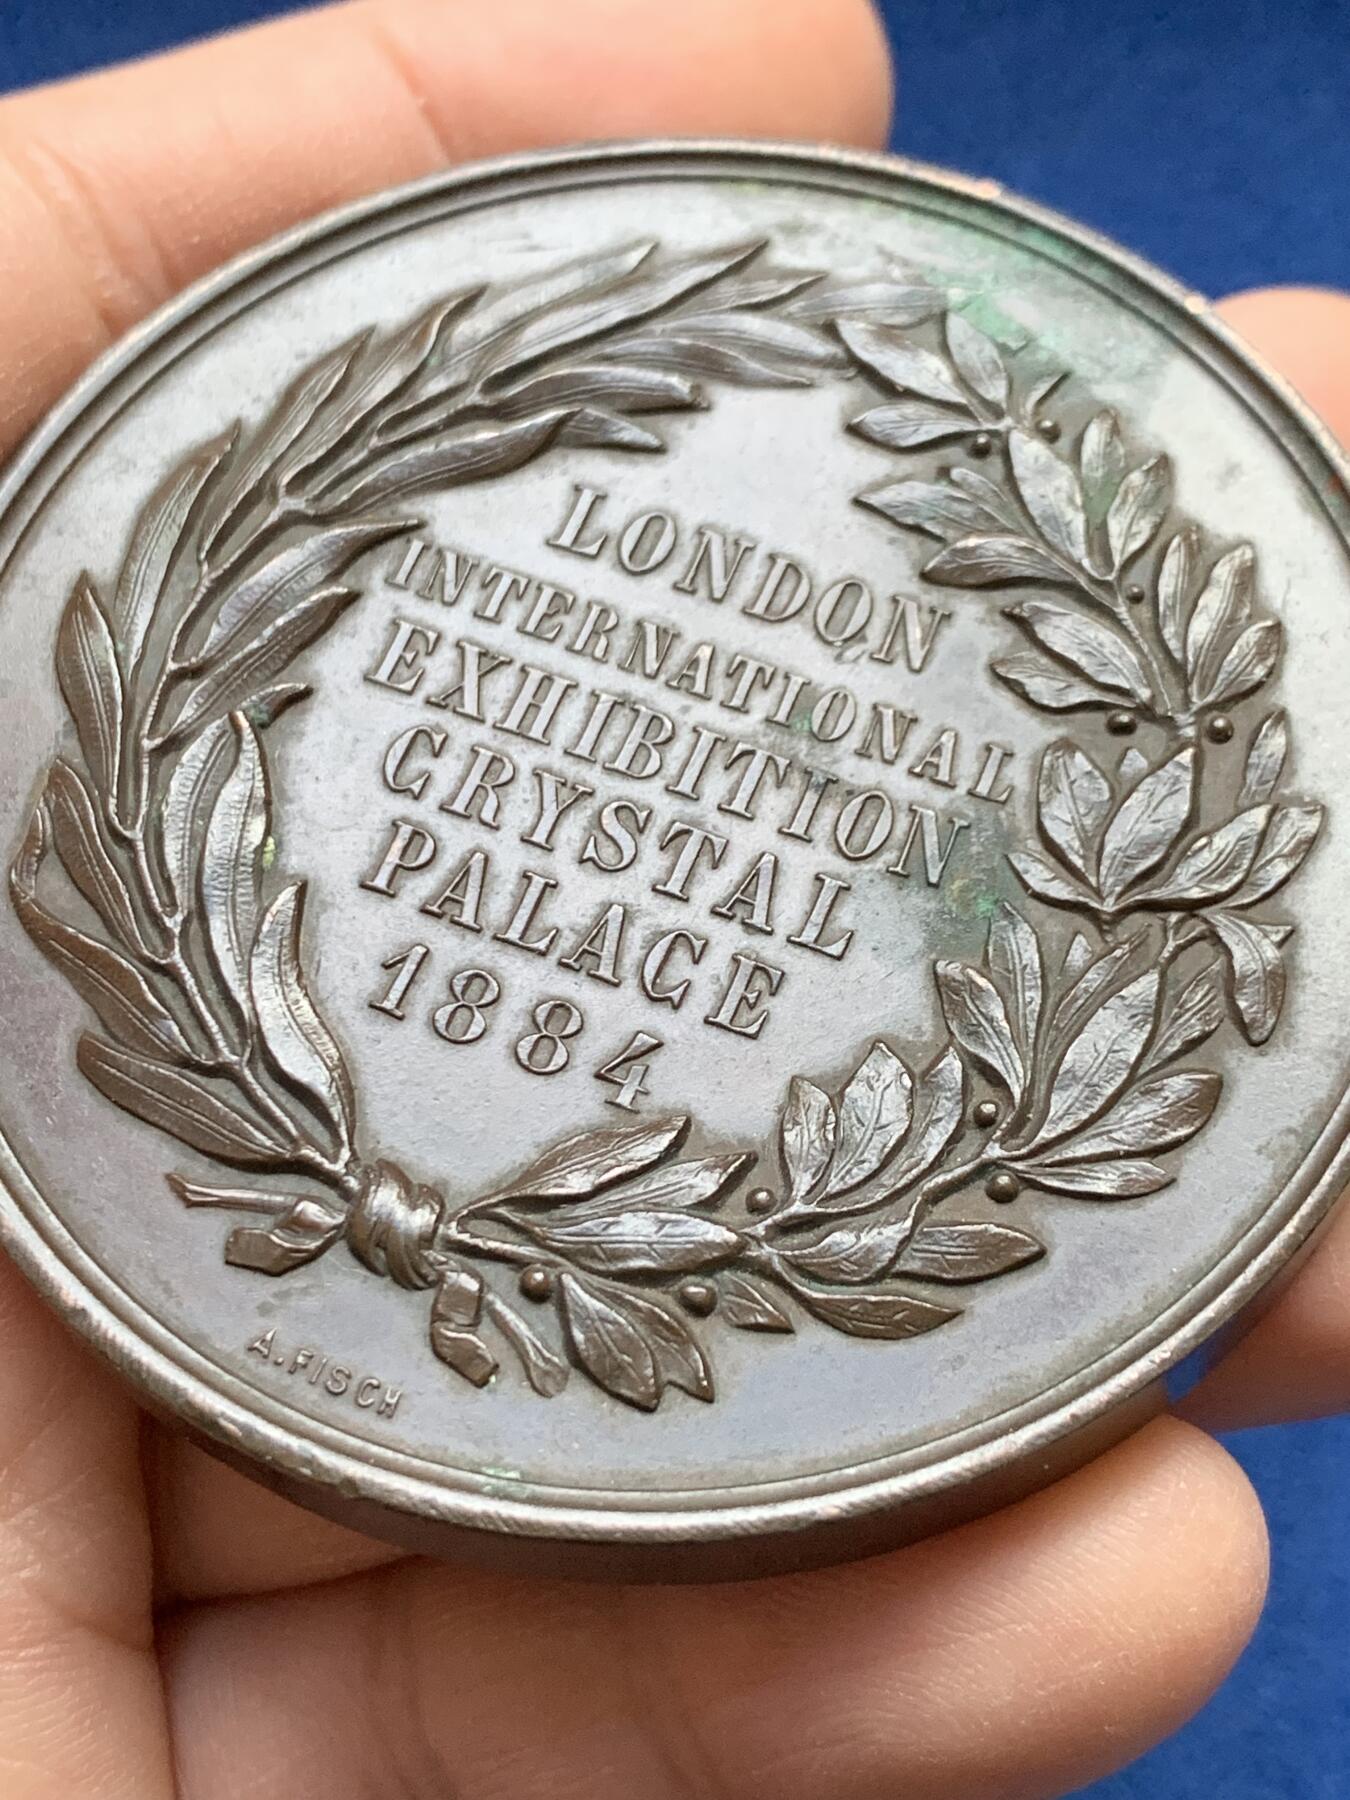 LONDON
INTERNATIONAL
EXHIBITION
CRYSTAL
PALACE
1884
A. FISCH